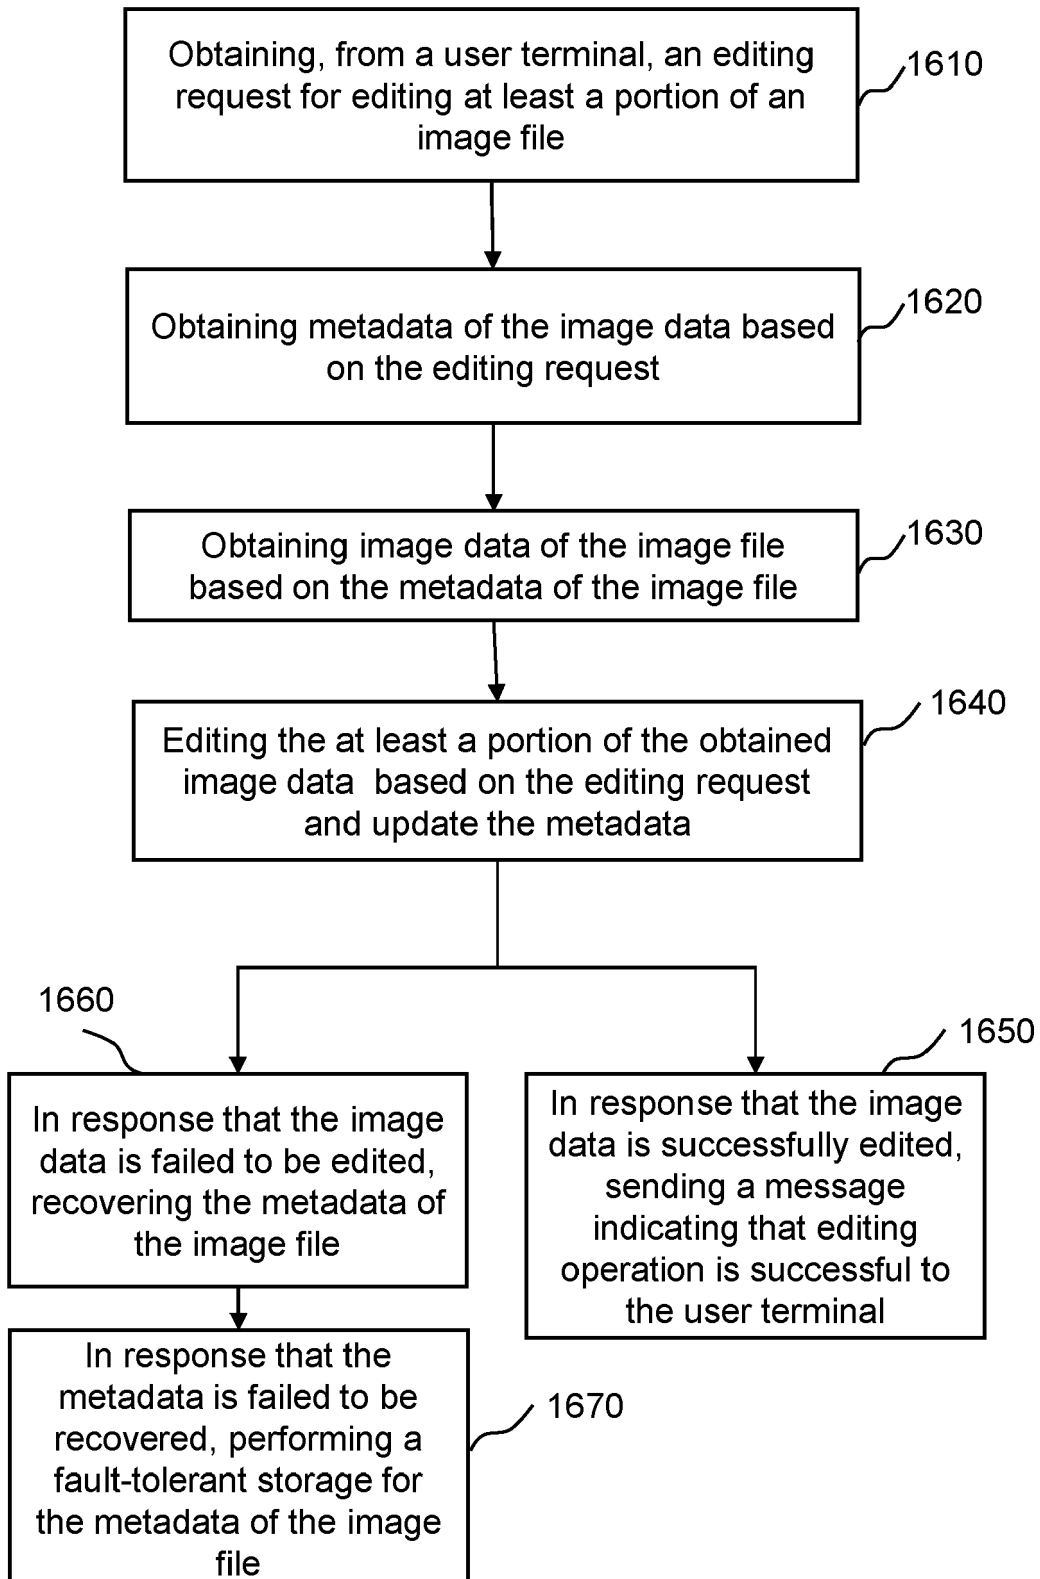 Obtaining, from a user terminal, an editing
request for editing at least a portion of an
image file
1610
Obtaining metadata of the image data based
on the editing request
1620
Obtaining image data of the image file
based on the metadata of the image file
1630
Editing the at least a portion of the obtained
image data  based on the editing request
and update the metadata
1640
1660
In response that the image
data is failed to be edited,
recovering the metadata of
the image file
1650
In response that the image
data is successfully edited,
sending a message
indicating that editing
operation is successful to
the user terminal
In response that the
metadata is failed to be
recovered, performing a
fault-tolerant storage for
the metadata of the image
file
1670